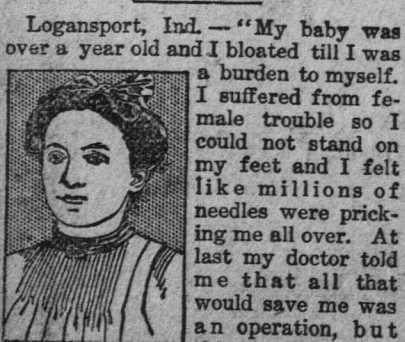 Logansport, Ind. — "My baby was
over a year old and I bloated till I was
a burden to myself.
I suffered from fe-
male trouble so I
could not stand on
my feet and I felt
like millions of
needles were prick-
ing me all over. At
last my doctor told
me that all that
would save me was
an operation, but